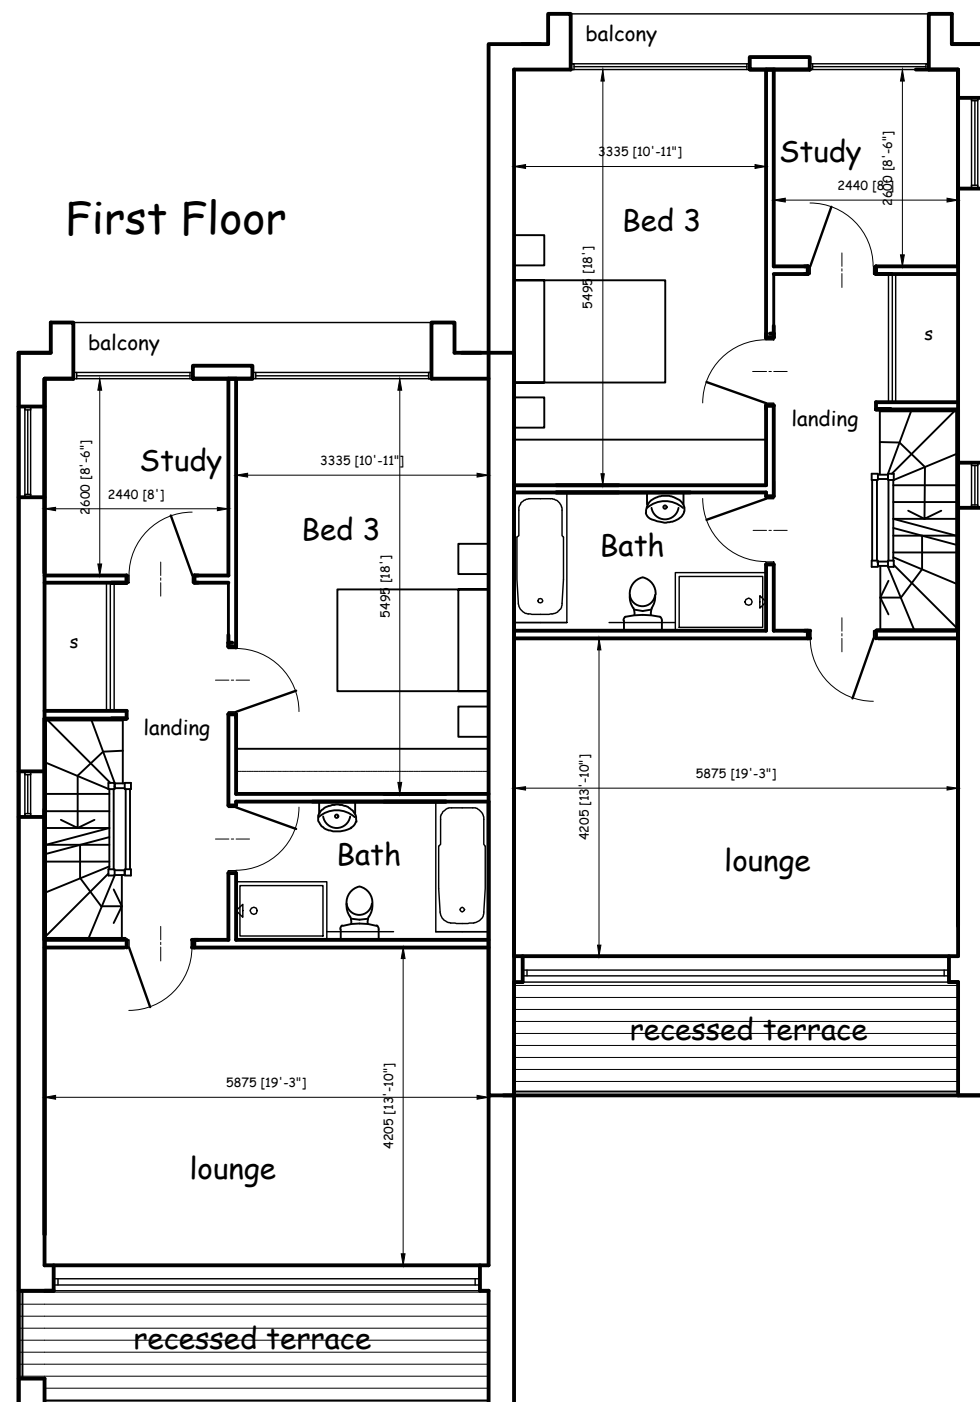 First Floor
balcony
Study
2600 [8'-6"]
2440 [8']
3335 [10'-11"]
Bed 3
5495 [18']
s
landing
Bath
5875 [19'-3"]
4205 [13'-10"]
lounge
recessed terrace
balcony
3335 [10'-11"]
Study
2440 [8']
2600 [8'-6"]
Bed 3
5495 [18']
s
landing
Bath
5875 [19'-3"]
4205 [13'-10"]
lounge
recessed terrace